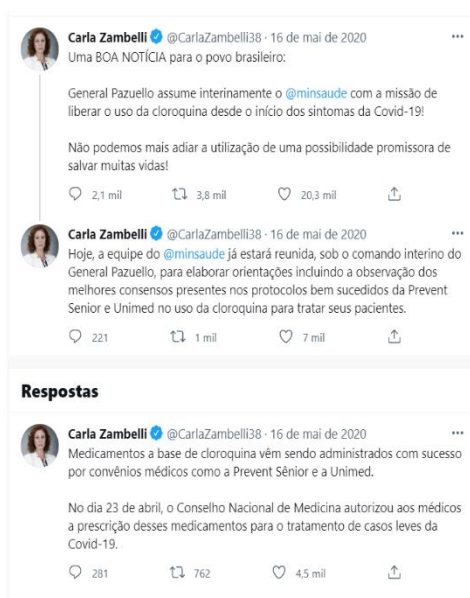 Carla Zambelli @CarlaZambelli38 · 16 de mai de 2020
Uma BOA NOTÍCIA para o povo brasileiro:
General Pazuello assume interinamente o @minsaude com a missão de
liberar o uso da cloroquina desde o início dos sintomas da Covid-19!
Não podemos mais adiar a utilização de uma possibilidade promissora de
salvar muitas vidas!
2,1 mil 3,8 mil 20,3 mil
Carla Zambelli @CarlaZambelli38 · 16 de mai de 2020
Hoje, a equipe do @minsaude já estará reunida, sob o comando interino do
General Pazuello, para elaborar orientações incluindo a observação dos
melhores consensos presentes nos protocolos bem sucedidos da Prevent
Senior e Unimed no uso da cloroquina para tratar seus pacientes.
221 1 mil 7 mil
Respostas
Carla Zambelli @CarlaZambelli38 · 16 de mai de 2020
Medicamentos a base de cloroquina vêm sendo administrados com sucesso
por convênios médicos como a Prevent Sênior e a Unimed.
No dia 23 de abril, o Conselho Nacional de Medicina autorizou aos médicos
a prescrição desses medicamentos para o tratamento de casos leves da
Covid-19.
281 762 4,5 mil